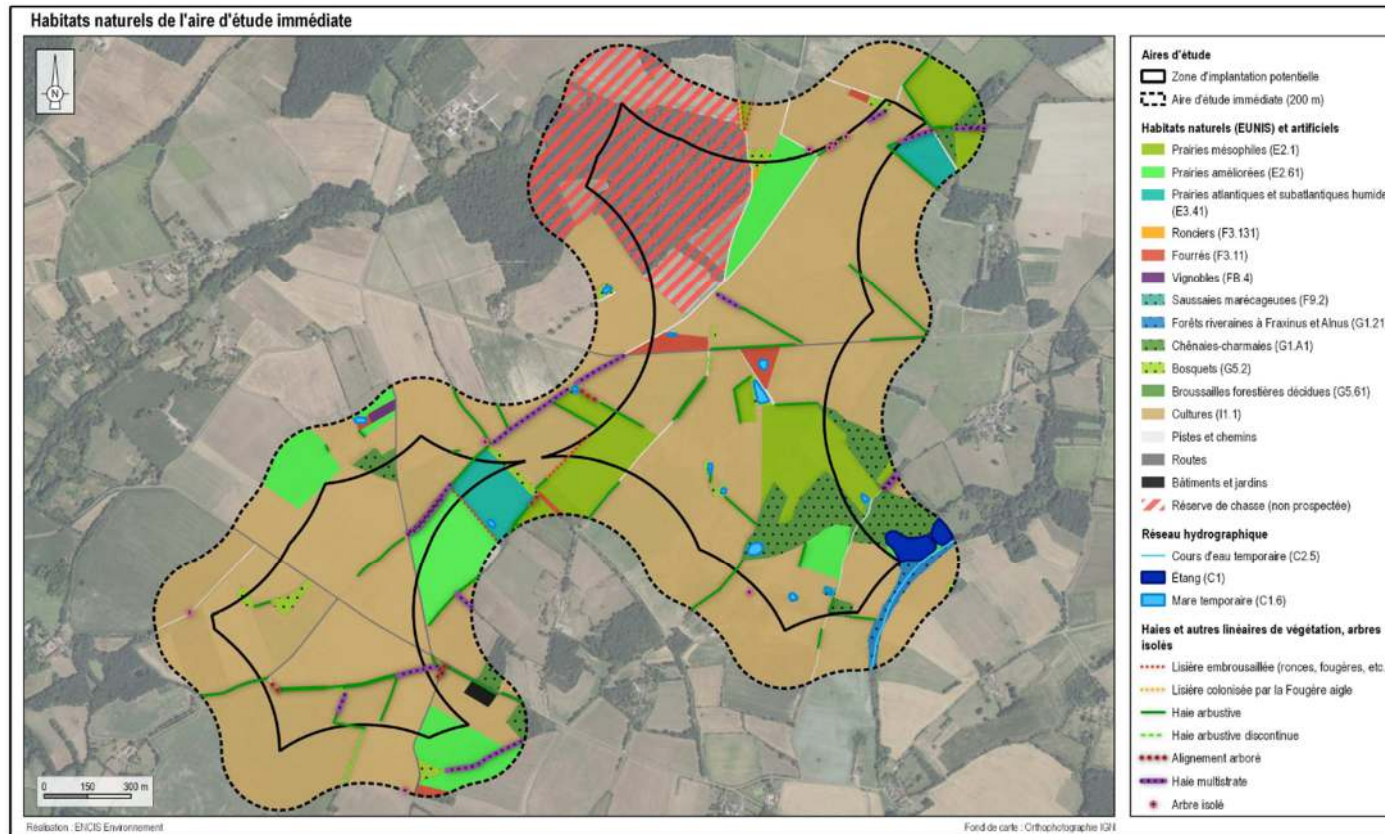 Habitats naturels de l'aire d'étude immédiate
N
0 150 300 m
Aires d'étude
Zone d'implantation potentielle
Aire d'étude immédiate (200 m)
Habitats naturels (EUNIS) et artificiels
Prairies mésophiles (E2.1)
Prairies améliorées (E2.61)
Prairies atlantiques et subatlantiques humide
(E3.41)
Ronciers (F3.131)
Fourrés (F3.11)
Vignobles (FB.4)
Saussaies marécageuses (F9.2)
Forêts riveraines à Fraxinus et Alnus (G1.21
Chênaies-charmaies (G1.A1)
Bosquets (G5.2)
Broussailles forestières décidues (G5.61)
Cultures (I1.1)
Pistes et chemins
Routes
Bâtiments et jardins
Réserve de chasse (non prospectée)
Réseau hydrographique
Cours d'eau temporaire (C2.5)
Étang (C1)
Mare temporaire (C1.6)
Haies et autres linéaires de végétation, arbres
isolés
Lisière embrousaillée (ronces, fougères, etc.
Lisière colonisée par la Fougère aigle
Haie arbustive
Haie arbustive discontinue
Alignement arboré
Haie multistrate
Arbre isolé
Réalisation : ENCIS Environnement
Fond de carte : Orthophotographie IGN